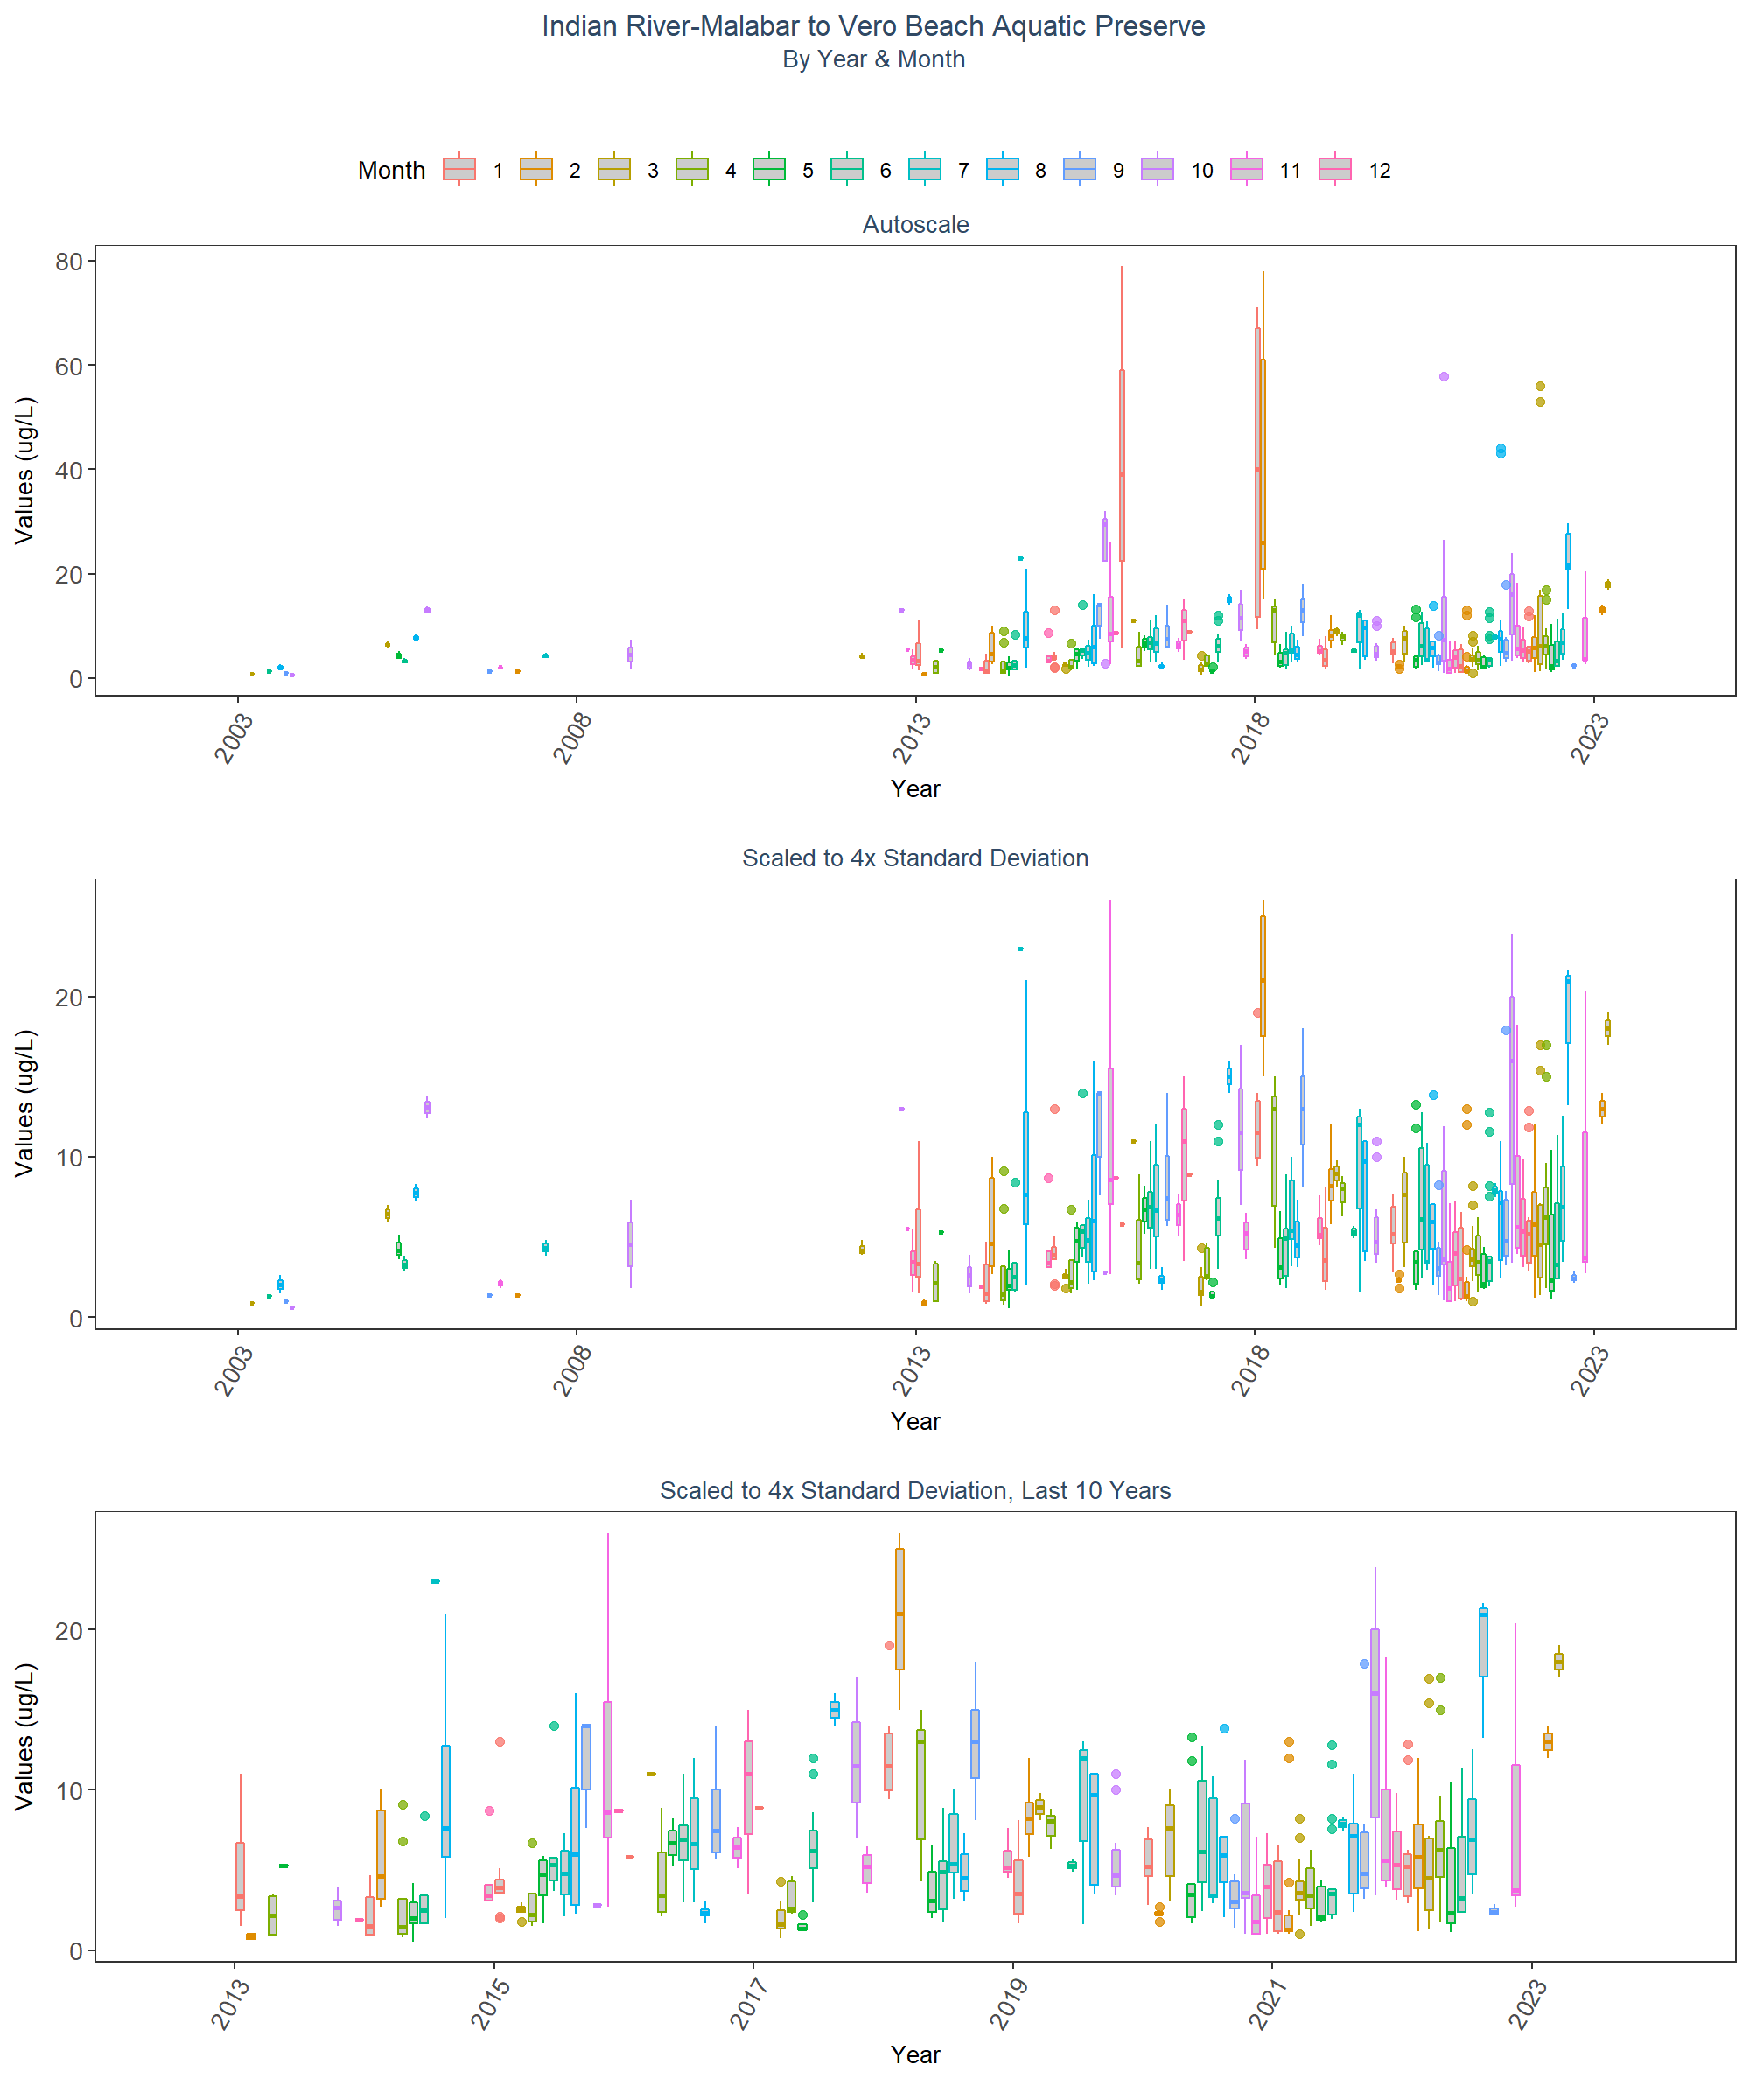 Indian River-Malabar to Vero Beach Aquatic Preserve
By Year & Month
Month 1 2 3 4 5 6 7 8 9 10 11 12
Autoscale
Values (ug/L)
80
60
40
20
0
2003 2008 2013 2018 2023
Year
Scaled to 4x Standard Deviation
Values (ug/L)
20
10
0
2003 2008 2013 2018 2023
Year
Scaled to 4x Standard Deviation, Last 10 Years
Values (ug/L)
20
10
0
2013 2015 2017 2019 2021 2023
Year